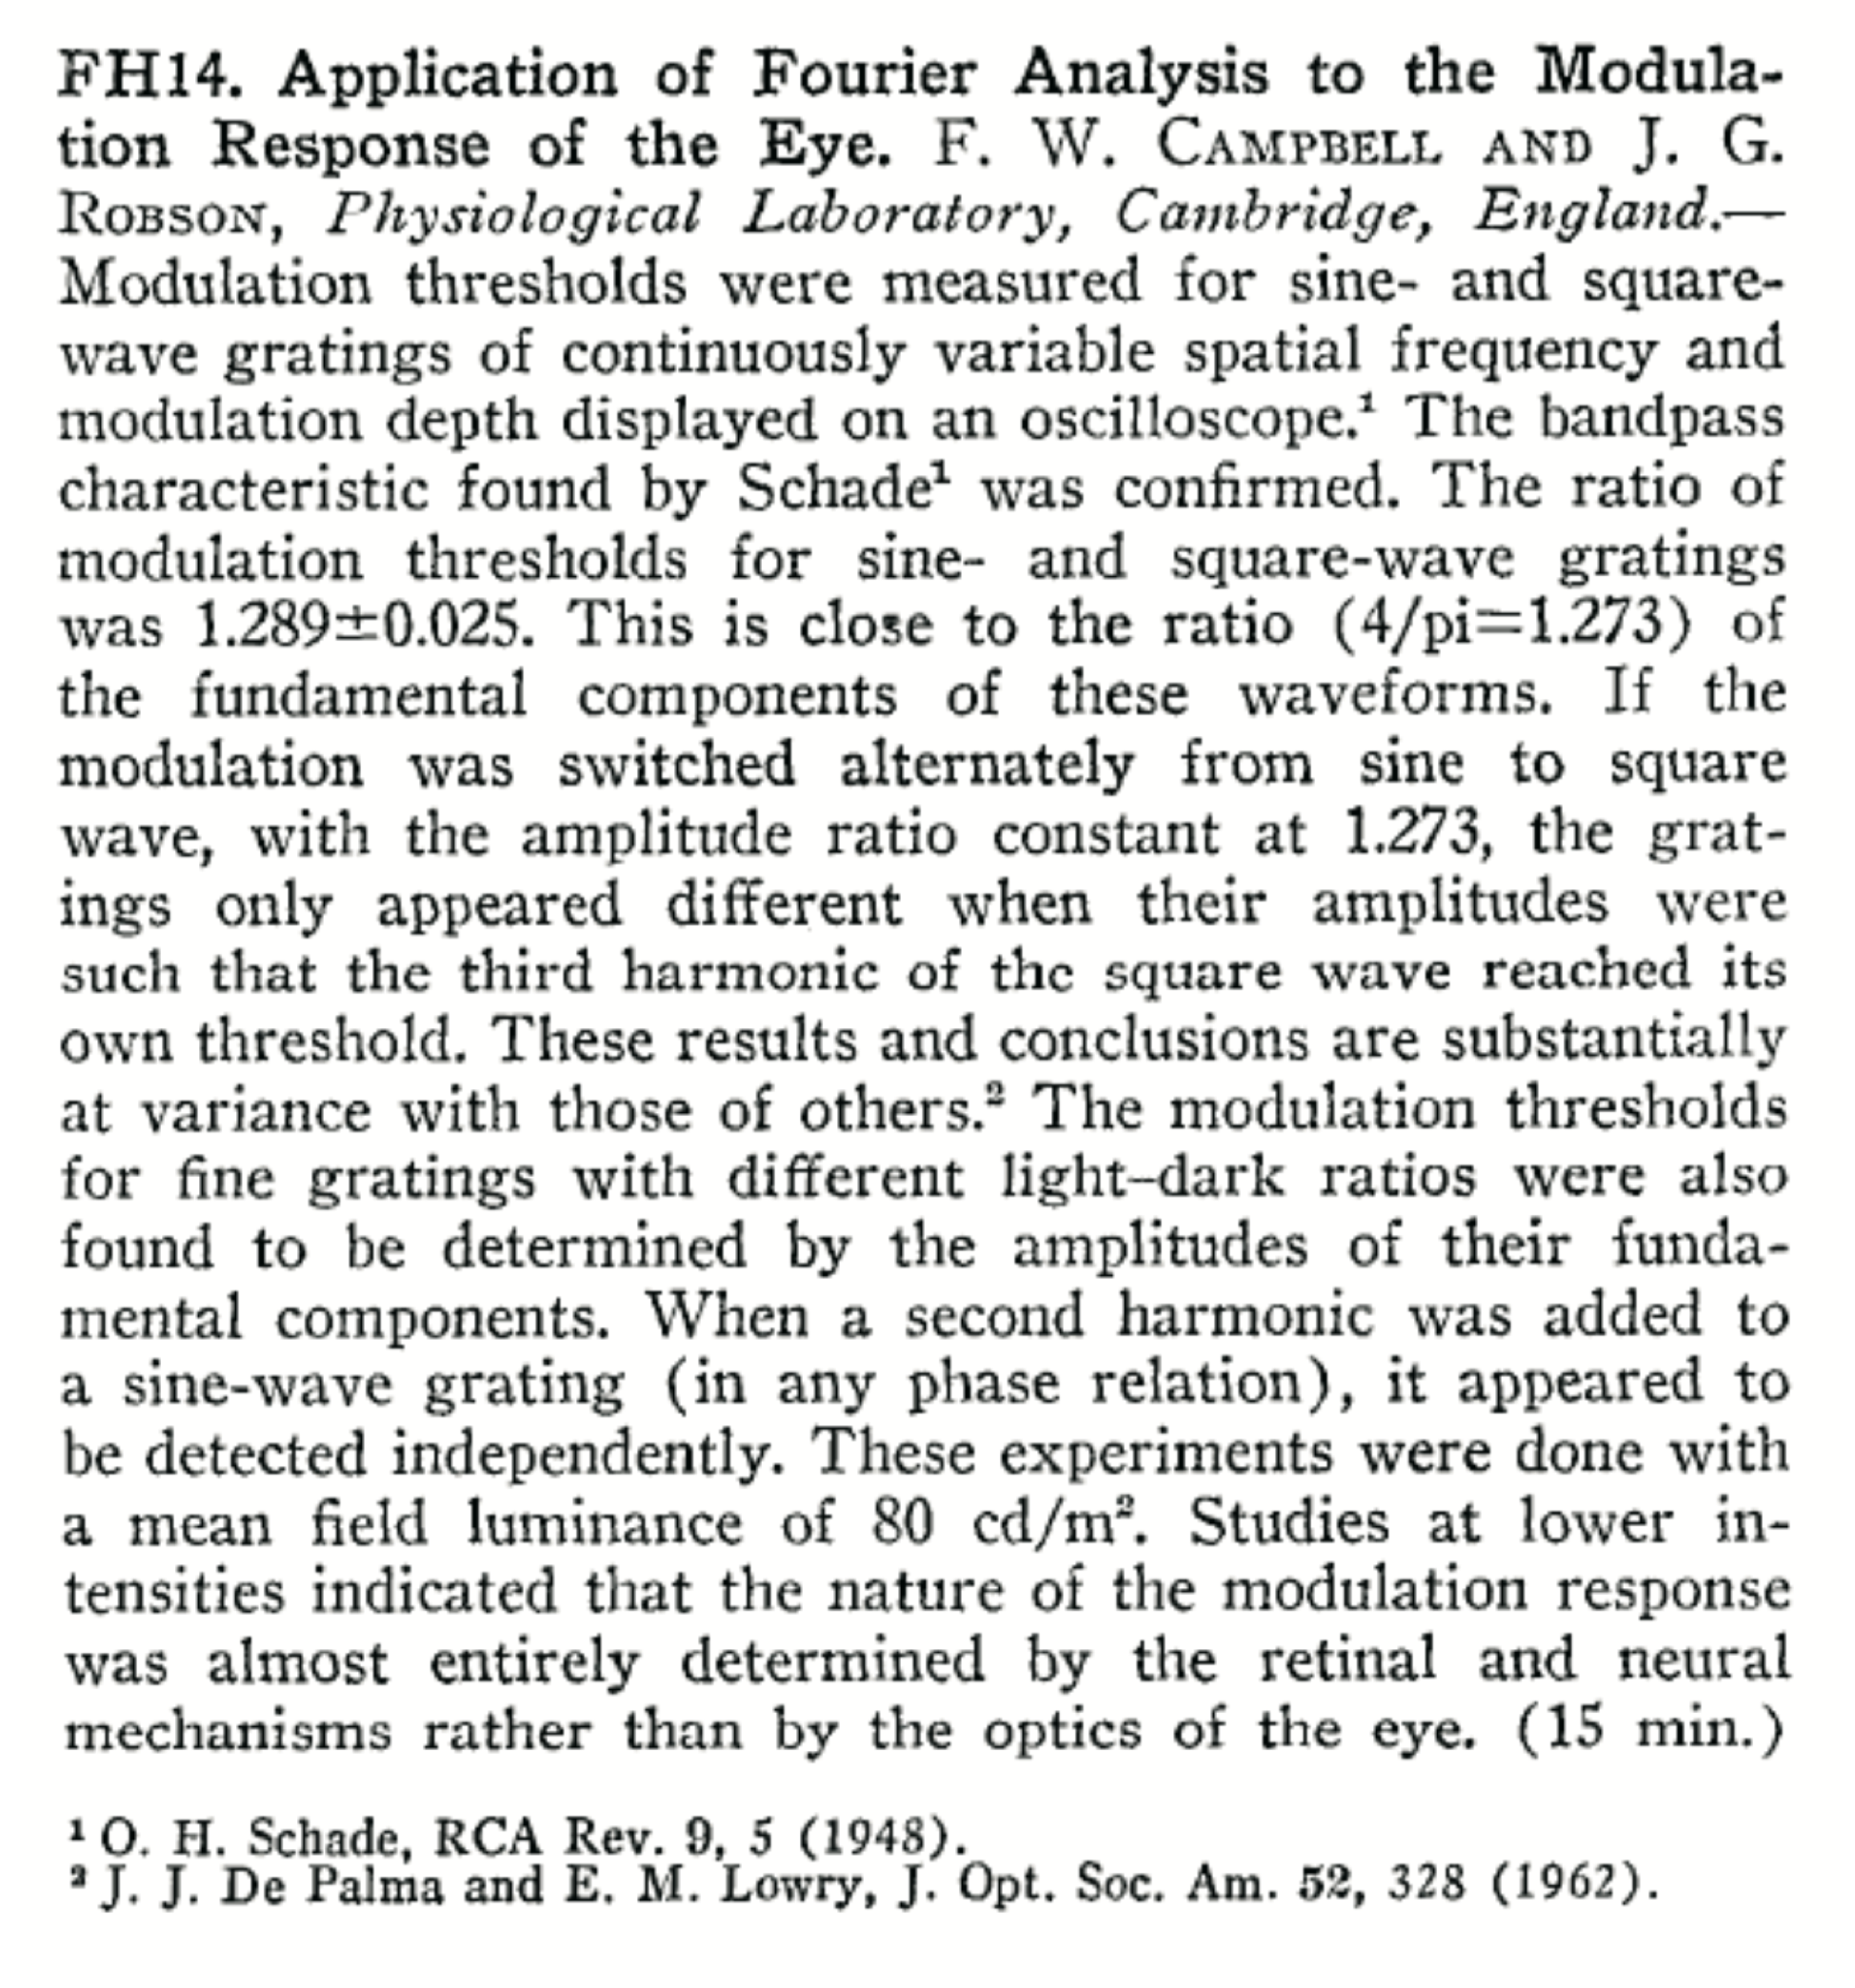 FH14. Application of Fourier Analysis to the Modula-
tion Response of the Eye. F. W. CAMPBELL AND J. G.
ROBSON, Physiological Laboratory, Cambridge, England.—
Modulation thresholds were measured for sine- and square-
wave gratings of continuously variable spatial frequency and
modulation depth displayed on an oscilloscope.¹ The bandpass
characteristic found by Schade¹ was confirmed. The ratio of
modulation thresholds for sine- and square-wave gratings
was 1.289±0.025. This is close to the ratio (4/pi=1.273) of
the fundamental components of these waveforms. If the
modulation was switched alternately from sine to square
wave, with the amplitude ratio constant at 1.273, the grat-
ings only appeared different when their amplitudes were
such that the third harmonic of the square wave reached its
own threshold. These results and conclusions are substantially
at variance with those of others.² The modulation thresholds
for fine gratings with different light–dark ratios were also
found to be determined by the amplitudes of their funda-
mental components. When a second harmonic was added to
a sine-wave grating (in any phase relation), it appeared to
be detected independently. These experiments were done with
a mean field luminance of 80 cd/m². Studies at lower in-
tensities indicated that the nature of the modulation response
was almost entirely determined by the retinal and neural
mechanisms rather than by the optics of the eye. (15 min.)
¹ O. H. Schade, RCA Rev. 9, 5 (1948).
² J. J. De Palma and E. M. Lowry, J. Opt. Soc. Am. 52, 328 (1962).